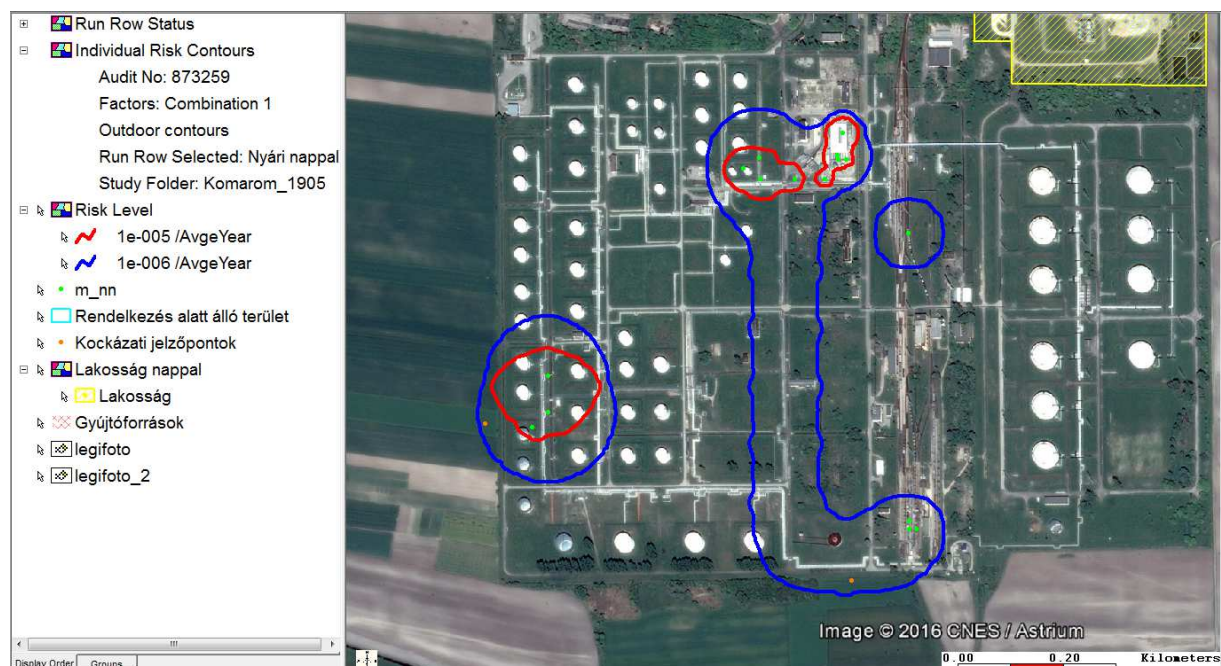 Run Row Status
Individual Risk Contours
Audit No: 873259
Factors: Combination 1
Outdoor contours
Run Row Selected: Nyári nappal
Study Folder: Komarom_1905
Risk Level
1e-005 /AvgeYear
1e-006 /AvgeYear
m_nn
Rendelkezés alatt álló terület
Kockázati jelzőpontok
Lakosság nappal
Lakosság
Gyújtóforrások
legifoto
legifoto_2
Display Order Groups
Image © 2016 CNES / Astrium
0.00 0.20 Kilometers